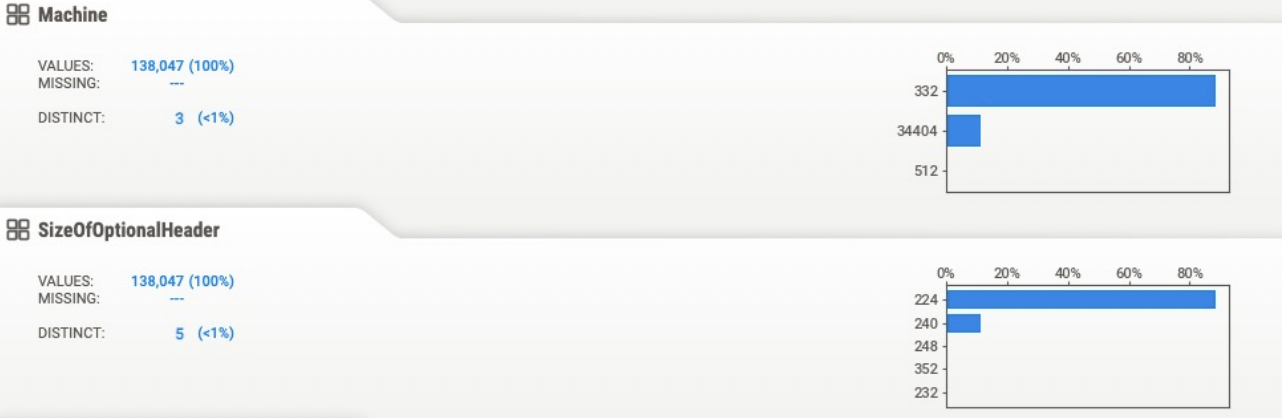 Machine
VALUES: 138,047 (100%)
MISSING: ---
DISTINCT: 3 (<1%)
0% 20% 40% 60% 80%
332
34404
512
SizeOfOptionalHeader
VALUES: 138,047 (100%)
MISSING: ---
DISTINCT: 5 (<1%)
0% 20% 40% 60% 80%
224
240
248
352
232